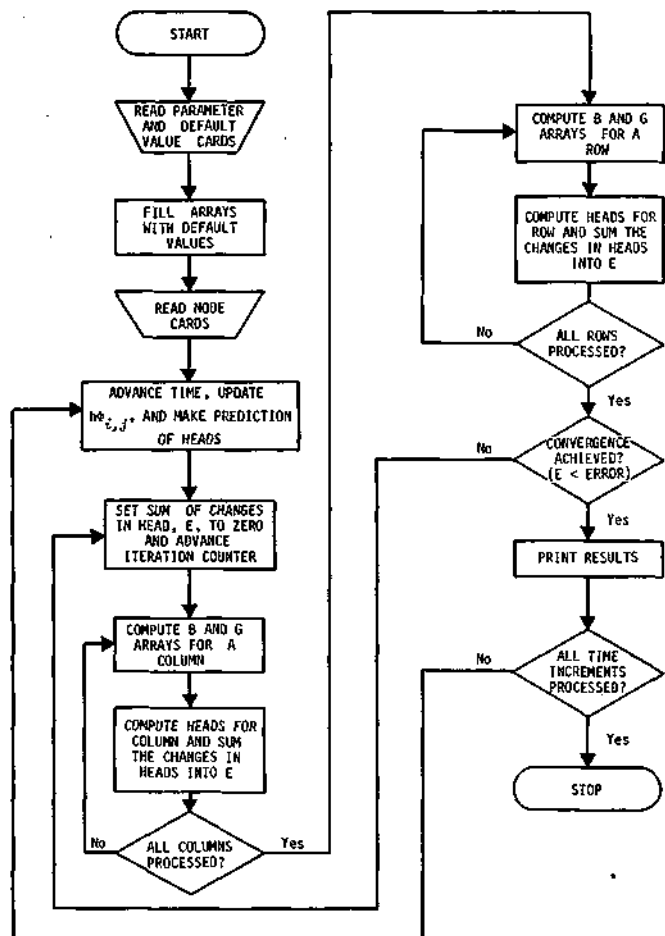 START
READ PARAMETER
AND DEFAULT
VALUE CARDS
FILL ARRAYS
WITH DEFAULT
VALUES
READ NODE
CARDS
ADVANCE TIME, UPDATE
hΦi,j, AND MAKE PREDICTION
OF HEADS
SET SUM OF CHANGES
IN HEAD, E, TO ZERO
AND ADVANCE
ITERATION COUNTER
COMPUTE B AND G
ARRAYS FOR A
COLUMN
COMPUTE HEADS FOR
COLUMN AND SUM
THE CHANGES IN
HEADS INTO E
No
ALL COLUMNS
PROCESSED?
Yes
COMPUTE B AND G
ARRAYS FOR A
ROW
COMPUTE HEADS FOR
ROW AND SUM THE
CHANGES IN HEADS
INTO E
No
ALL ROWS
PROCESSED?
Yes
No
CONVERGENCE
ACHIEVED?
(E < ERROR)
Yes
PRINT RESULTS
No
ALL TIME
INCREMENTS
PROCESSED?
Yes
STOP